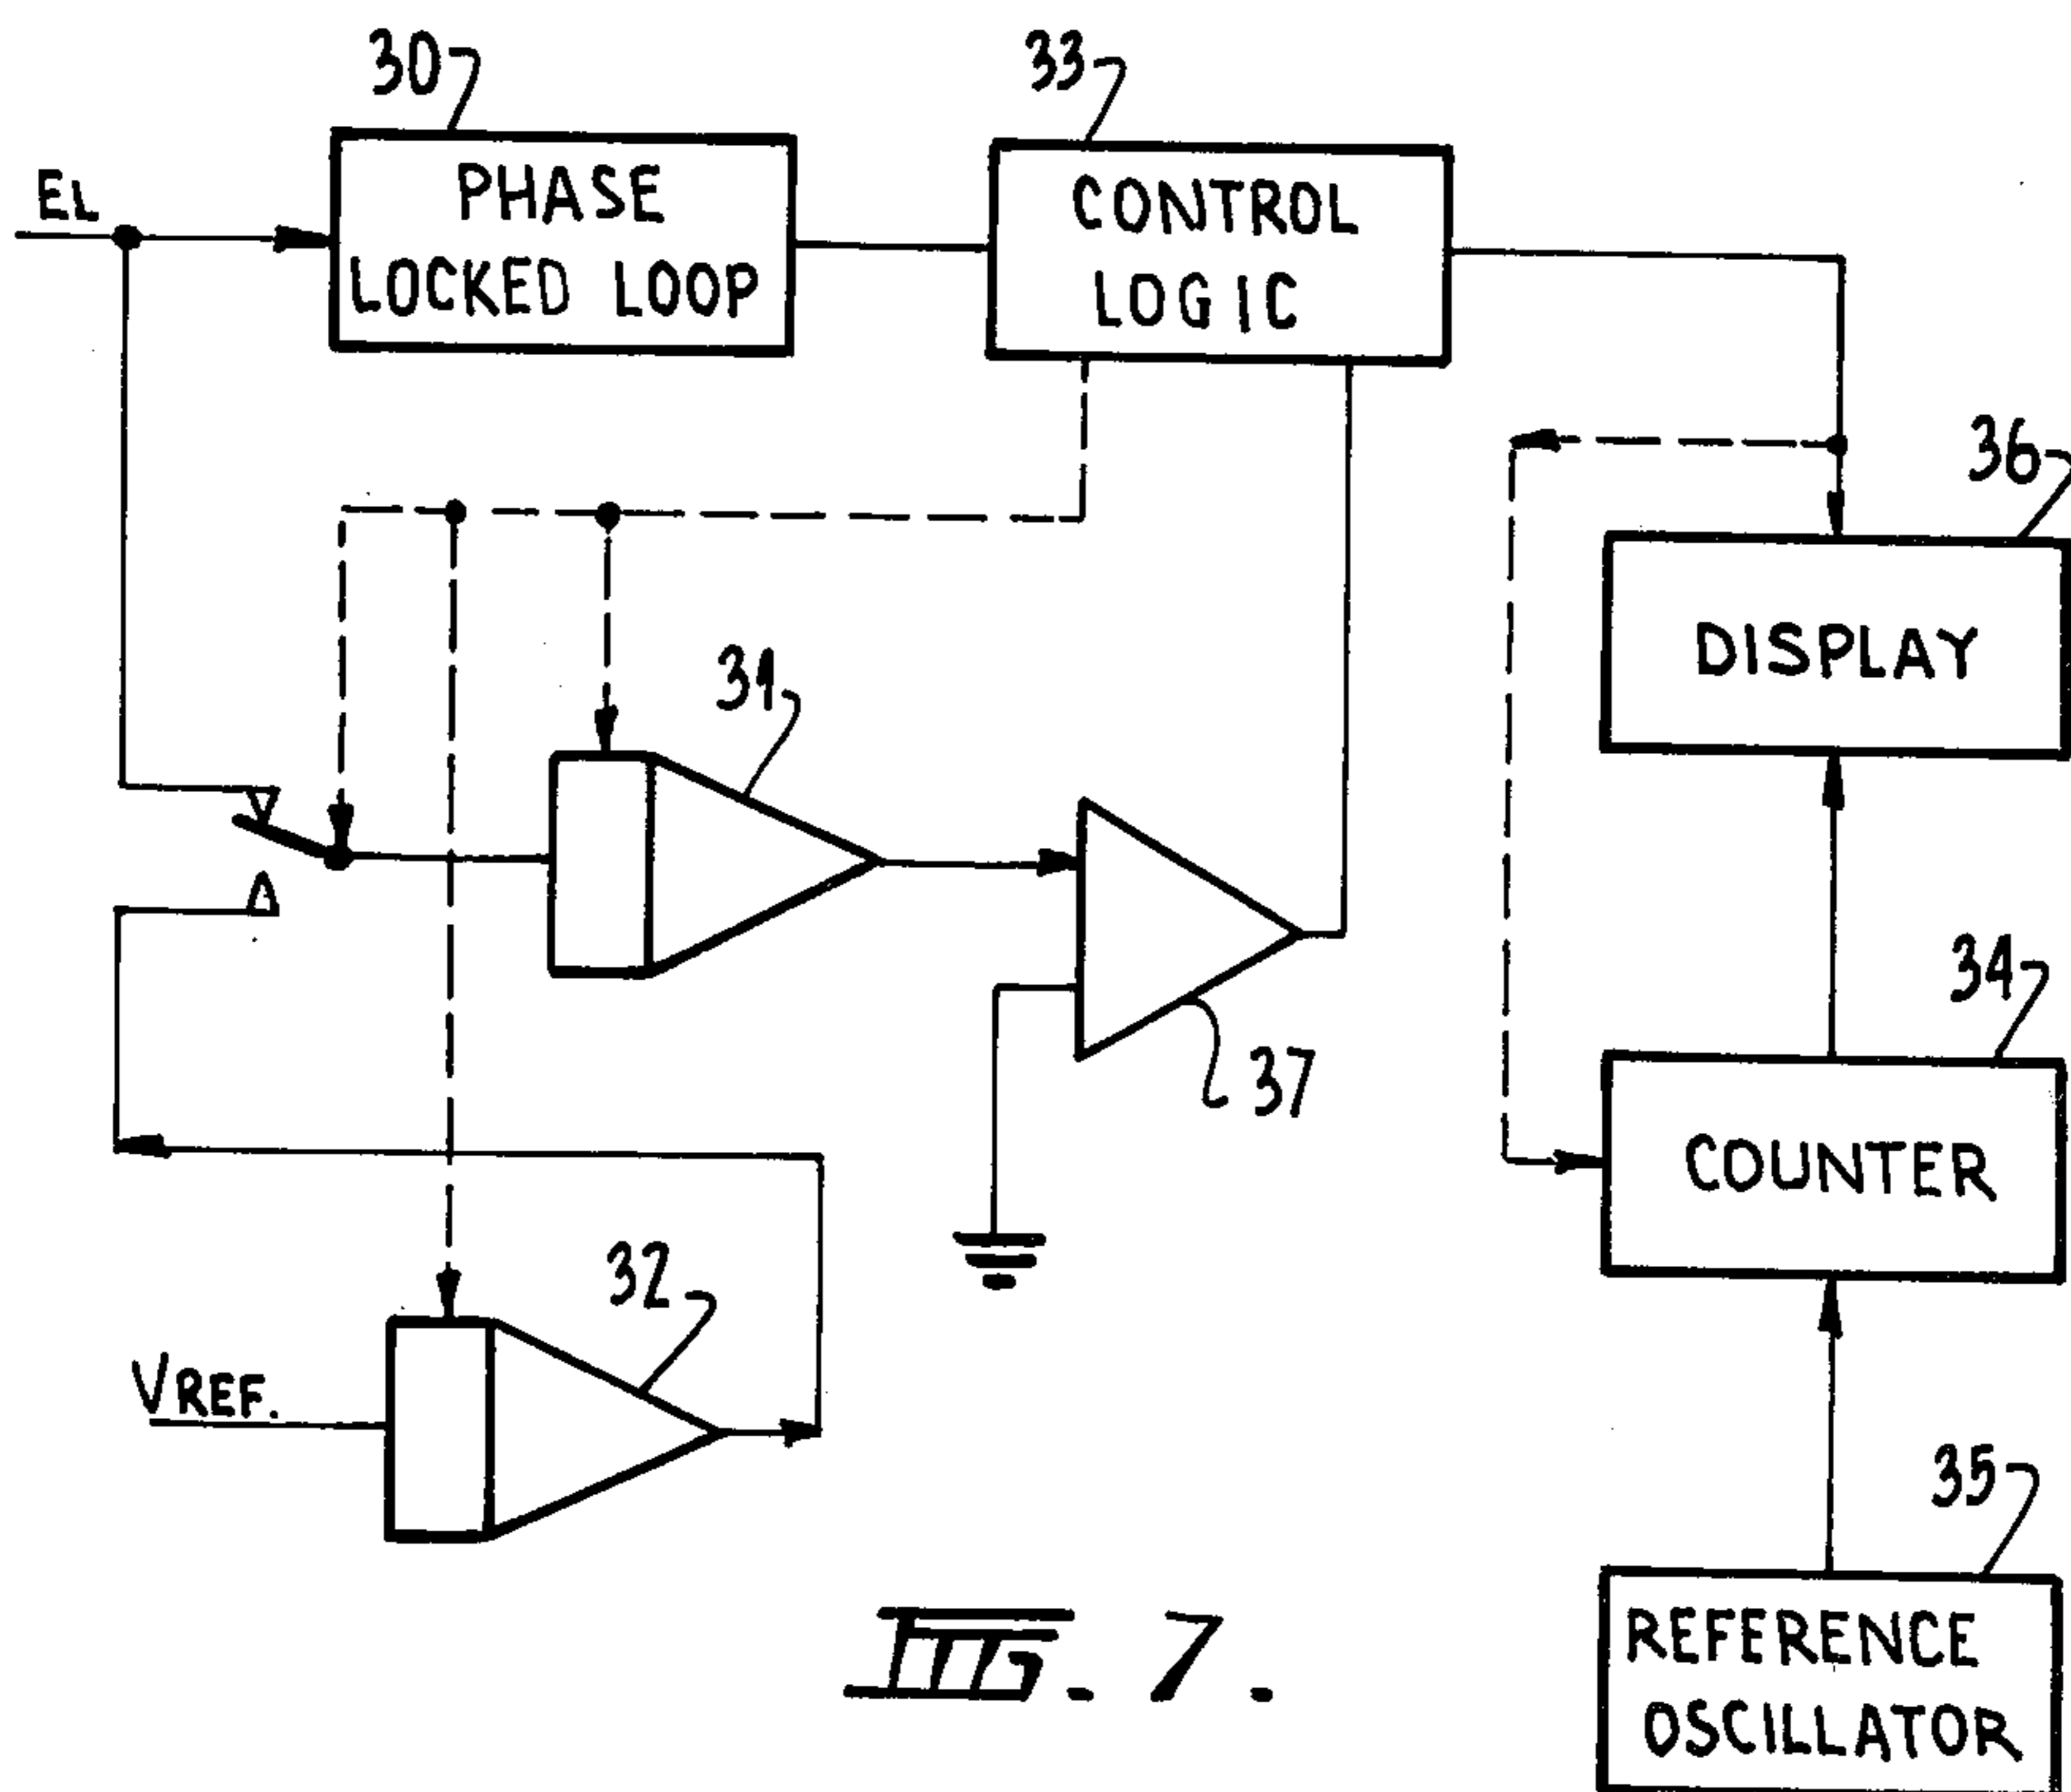 30
33
EL
PHASE
LOCKED LOOP
CONTROL
LOGIC
36
DISPLAY
31
37
34
COUNTER
32
VREF.
35
REFERENCE
OSCILLATOR
FIG. 7.